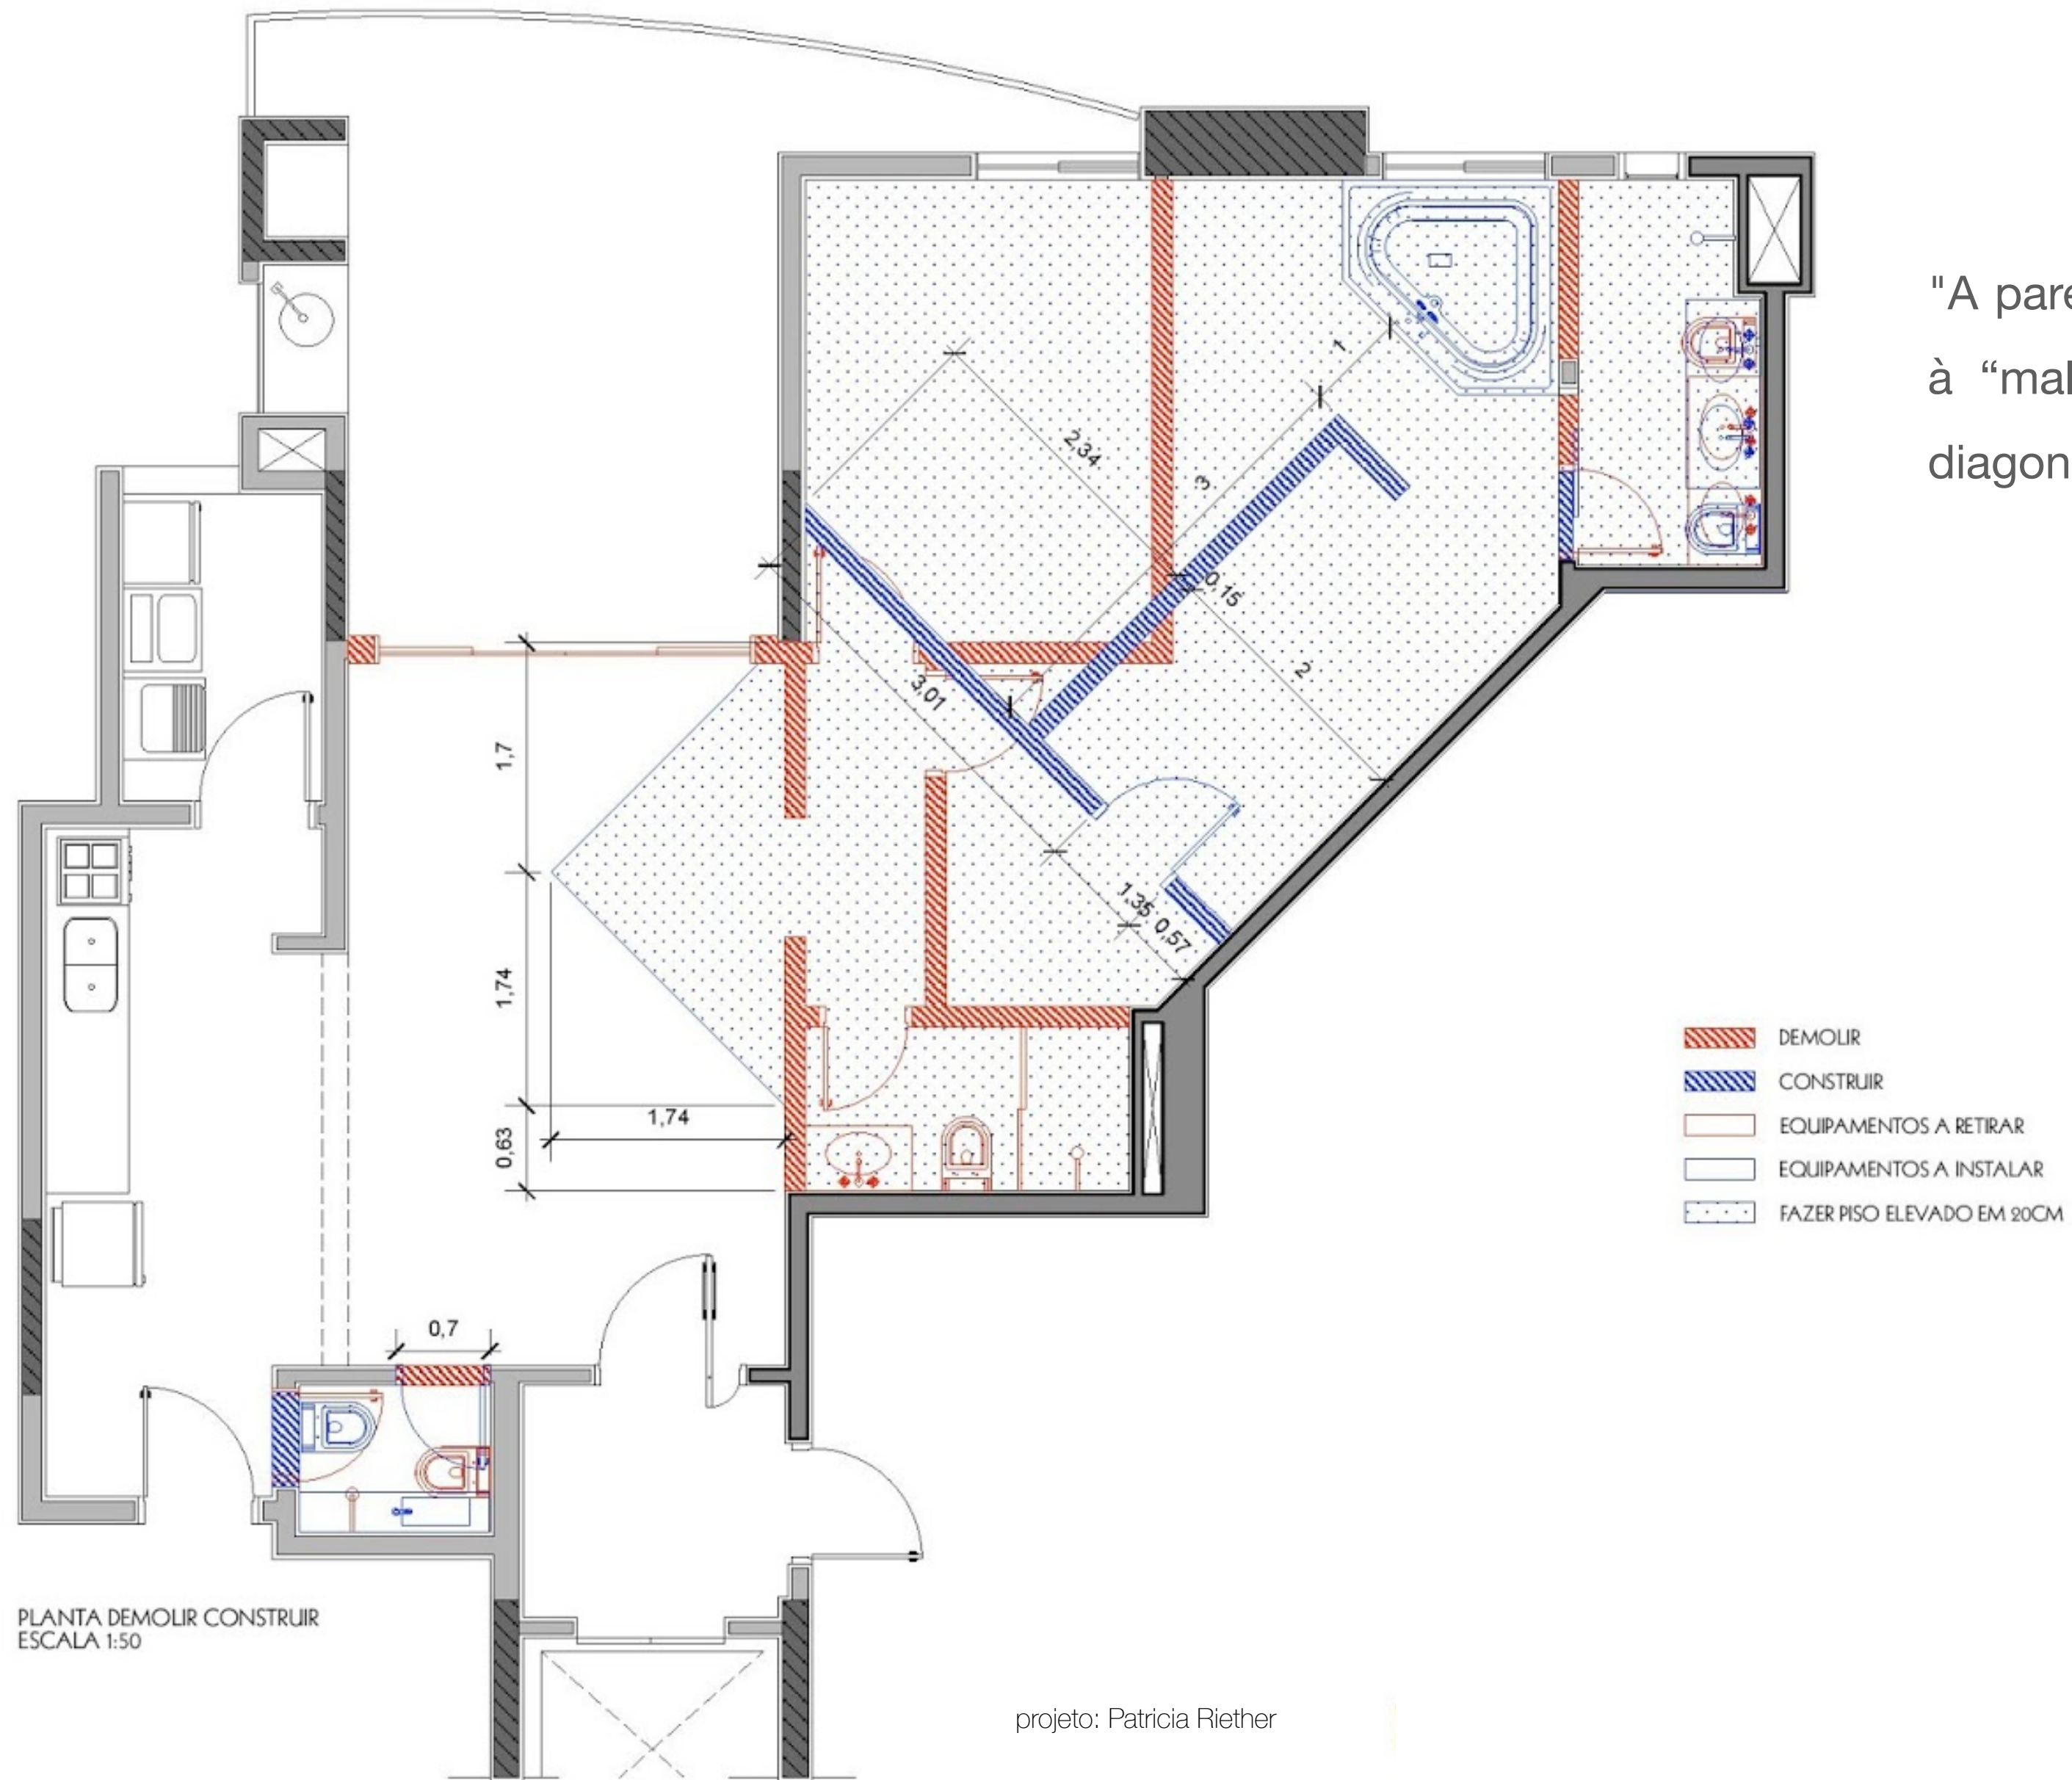 "A pare
à “mal
diagon
2,34
1
3
0,15
2
3,01
1,35
0,57
1,7
1,74
0,63
1,74
0,7
DEMOLIR
CONSTRUIR
EQUIPAMENTOS A RETIRAR
EQUIPAMENTOS A INSTALAR
FAZER PISO ELEVADO EM 20CM
PLANTA DEMOLIR CONSTRUIR
ESCALA 1:50
projeto: Patricia Riether